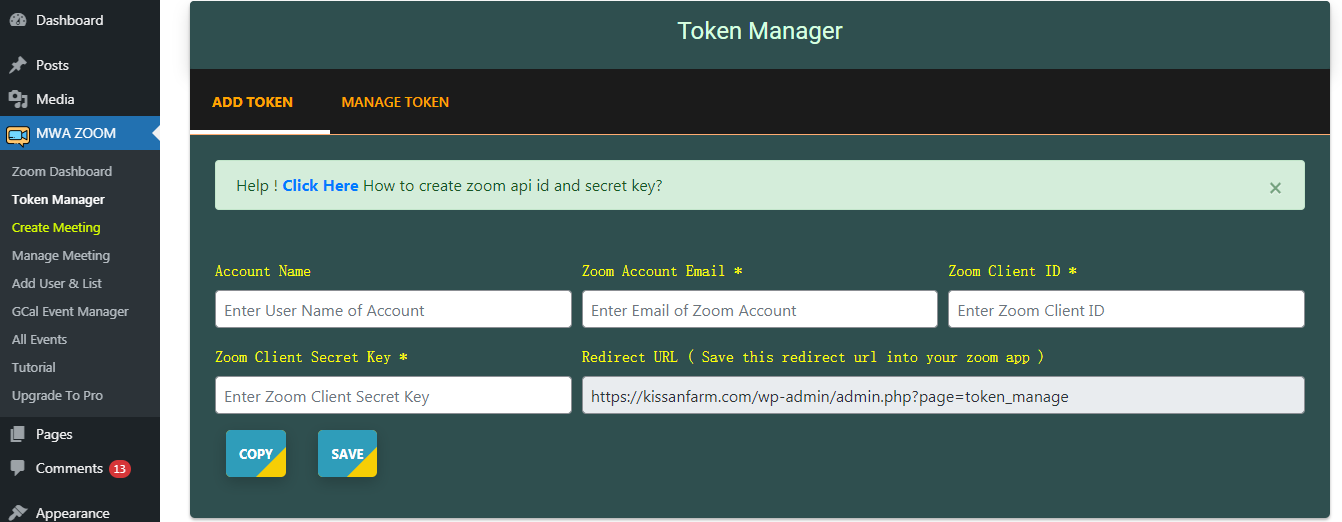 Dashboard
Posts
Media
MWA ZOOM
Zoom Dashboard
Token Manager
Create Meeting
Manage Meeting
Add User & List
GCal Event Manager
All Events
Tutorial
Upgrade To Pro
Pages
Comments 13
Appearance
Token Manager
ADD TOKEN MANAGE TOKEN
Help ! Click Here How to create zoom api id and secret key? ×
Account Name Zoom Account Email * Zoom Client ID *
Enter User Name of Account Enter Email of Zoom Account Enter Zoom Client ID
Zoom Client Secret Key * Redirect URL ( Save this redirect url into your zoom app )
Enter Zoom Client Secret Key https://kissanfarm.com/wp-admin/admin.php?page=token_manage
COPY SAVE